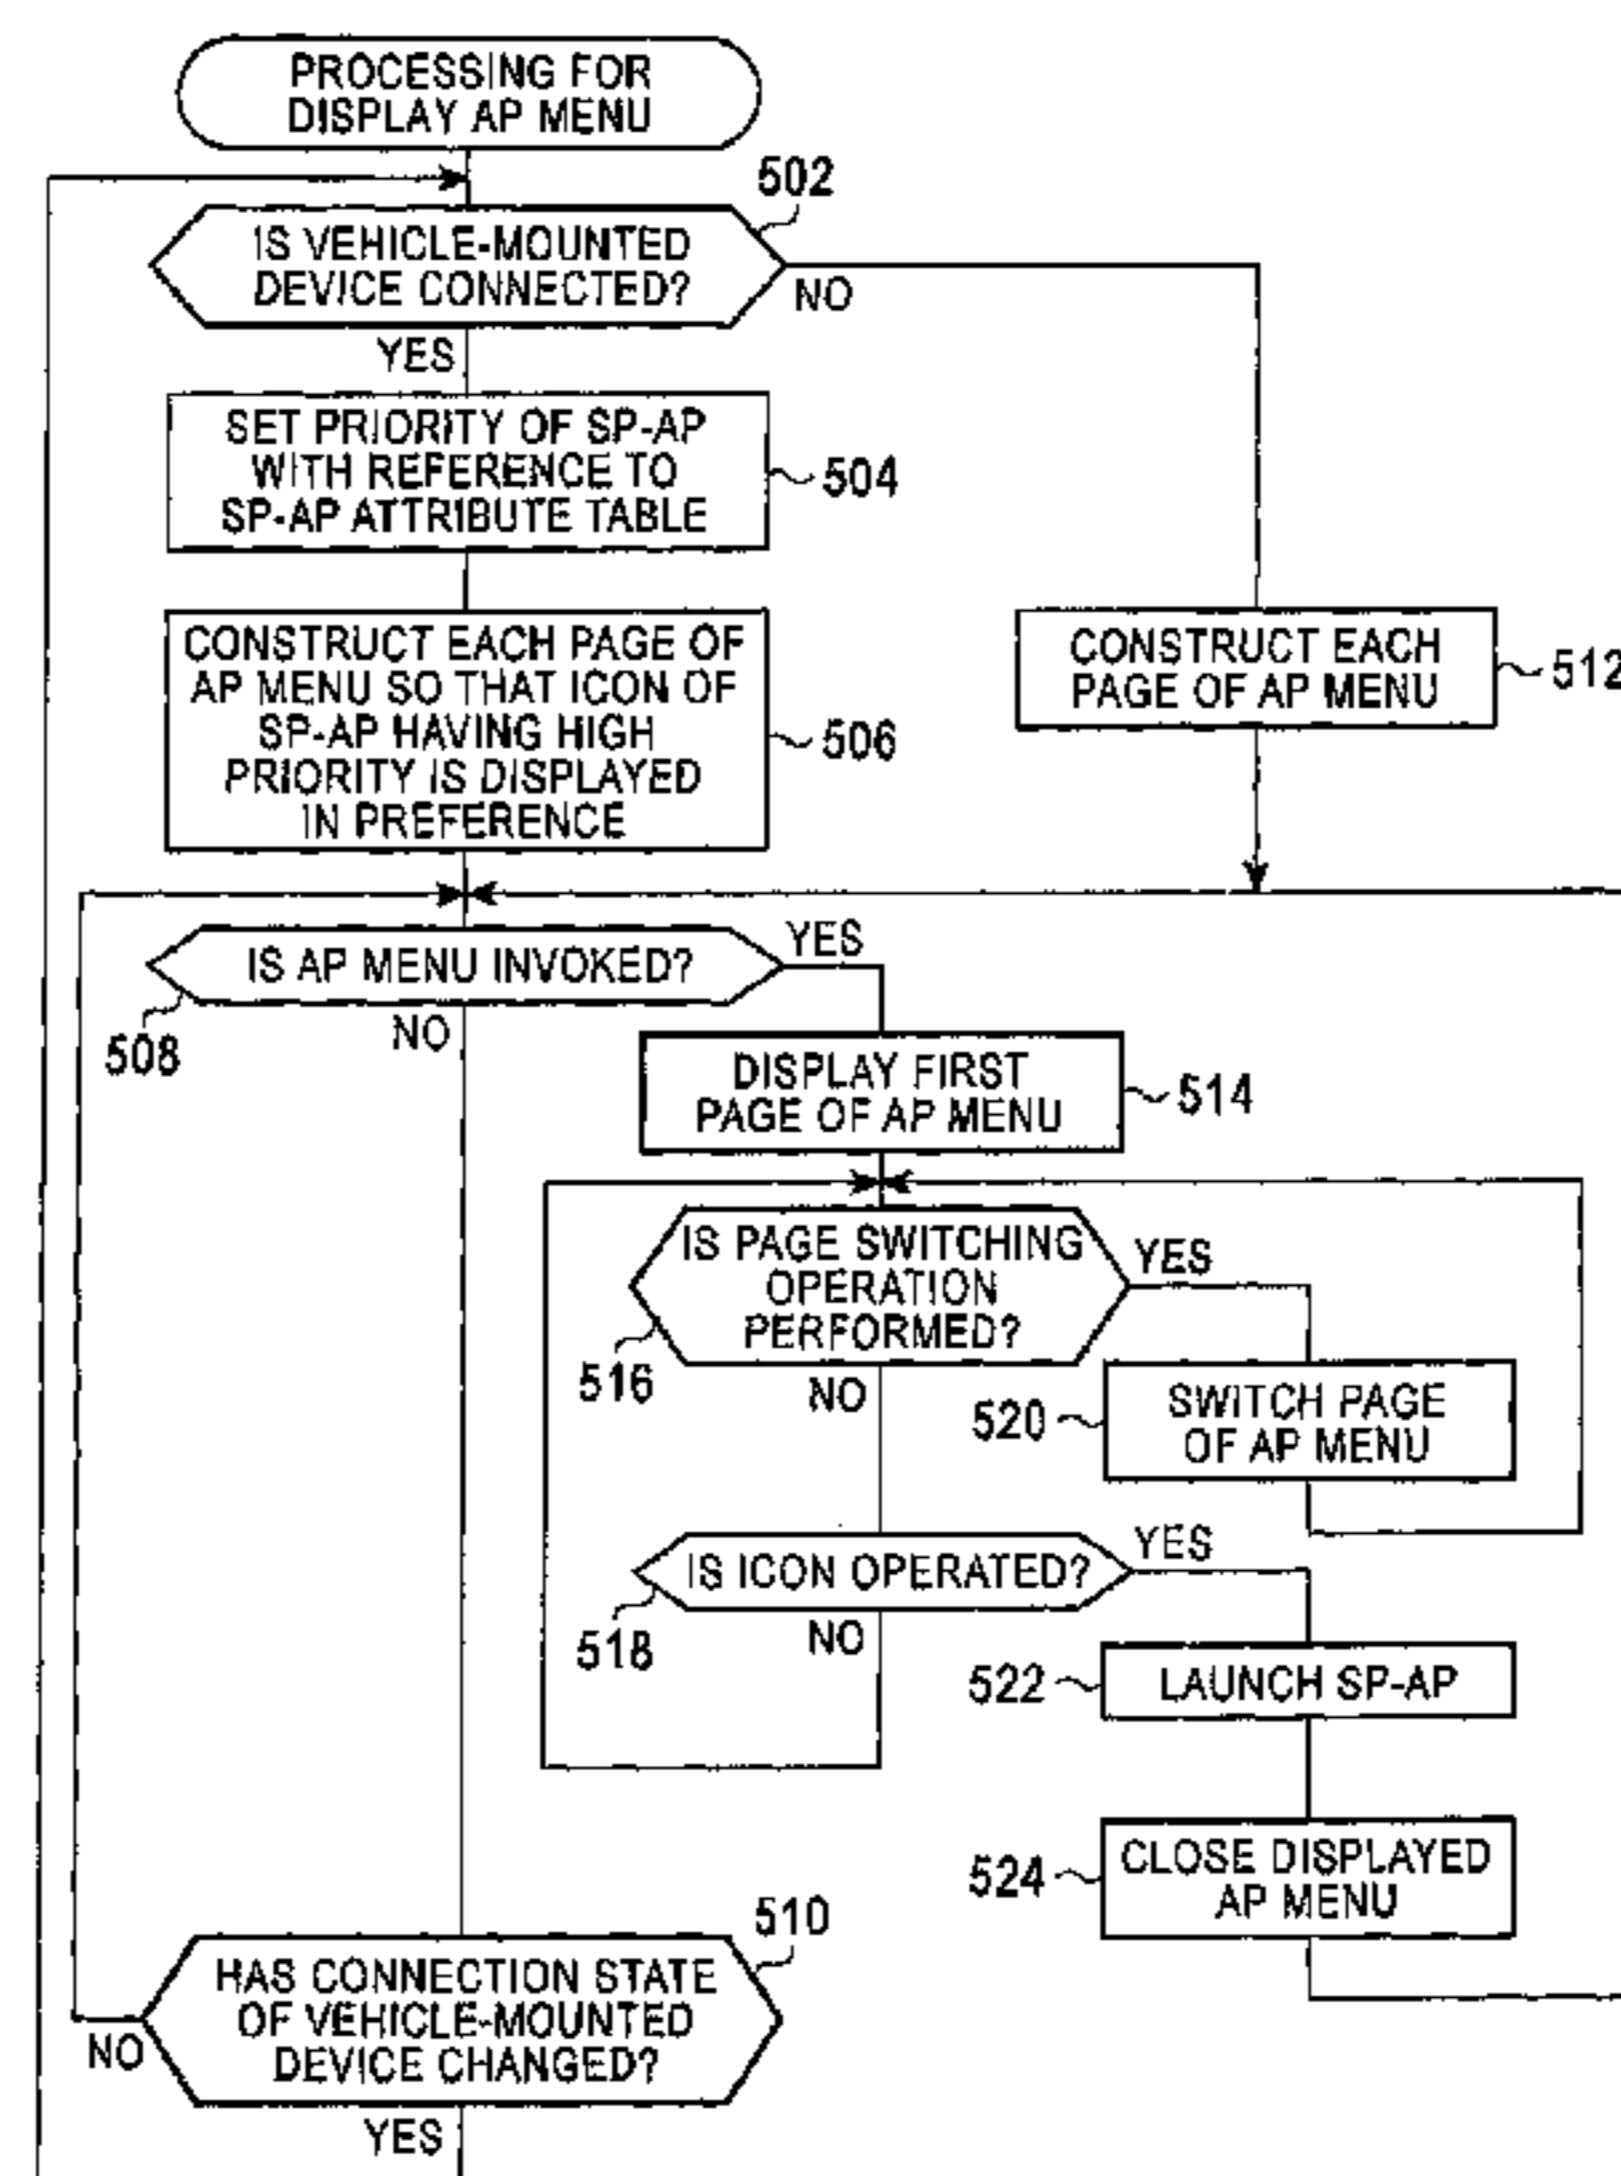 PROCESSING FOR
DISPLAY AP MENU
502
IS VEHICLE-MOUNTED
DEVICE CONNECTED?
NO
YES
SET PRIORITY OF SP-AP
WITH REFERENCE TO
SP-AP ATTRIBUTE TABLE
504
CONSTRUCT EACH PAGE OF
AP MENU SO THAT ICON OF
SP-AP HAVING HIGH
PRIORITY IS DISPLAYED
IN PREFERENCE
506
CONSTRUCT EACH
PAGE OF AP MENU
512
IS AP MENU INVOKED?
YES
508
NO
DISPLAY FIRST
PAGE OF AP MENU
514
IS PAGE SWITCHING
OPERATION
PERFORMED?
YES
516
NO
520
SWITCH PAGE
OF AP MENU
IS ICON OPERATED?
YES
518
NO
522
LAUNCH SP-AP
524
CLOSE DISPLAYED
AP MENU
510
HAS CONNECTION STATE
OF VEHICLE-MOUNTED
DEVICE CHANGED?
NO
YES